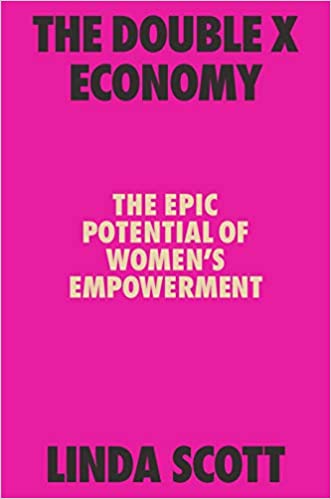 THE DOUBLE X
ECONOMY
THE EPIC
POTENTIAL OF
WOMEN'S
EMPOWERMENT
LINDA SCOTT